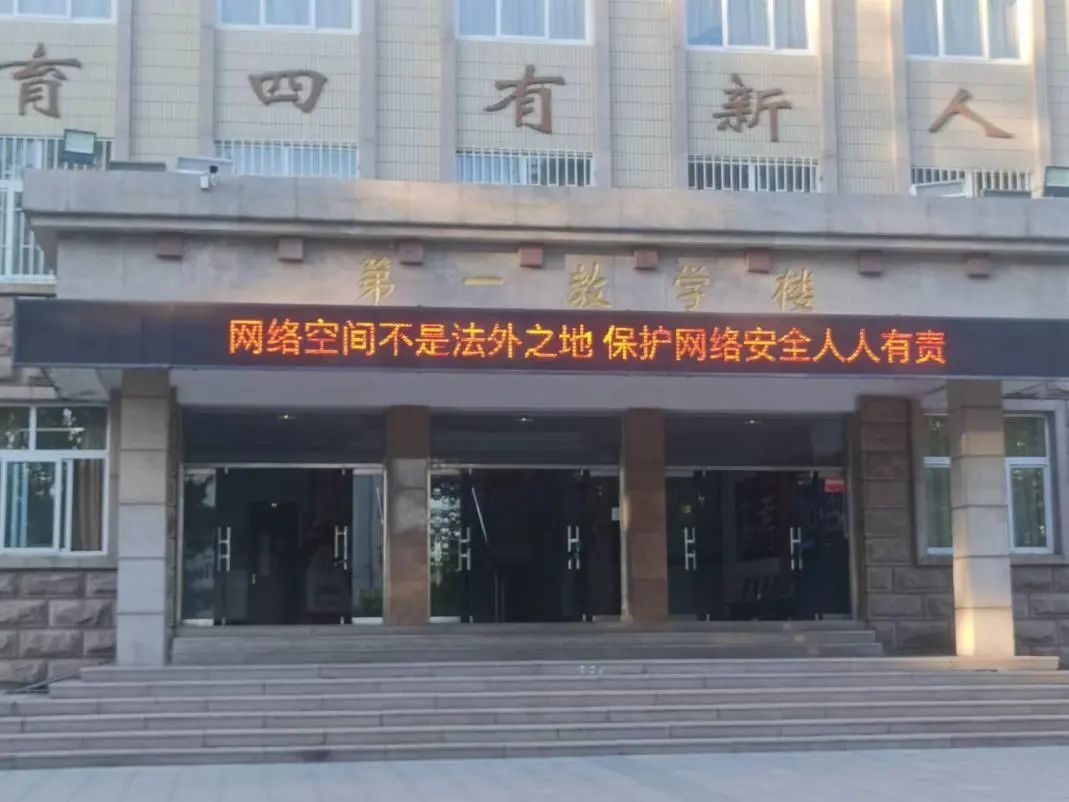 育四有新人
第一教学楼
网络空间不是法外之地 保护网络安全人人有责